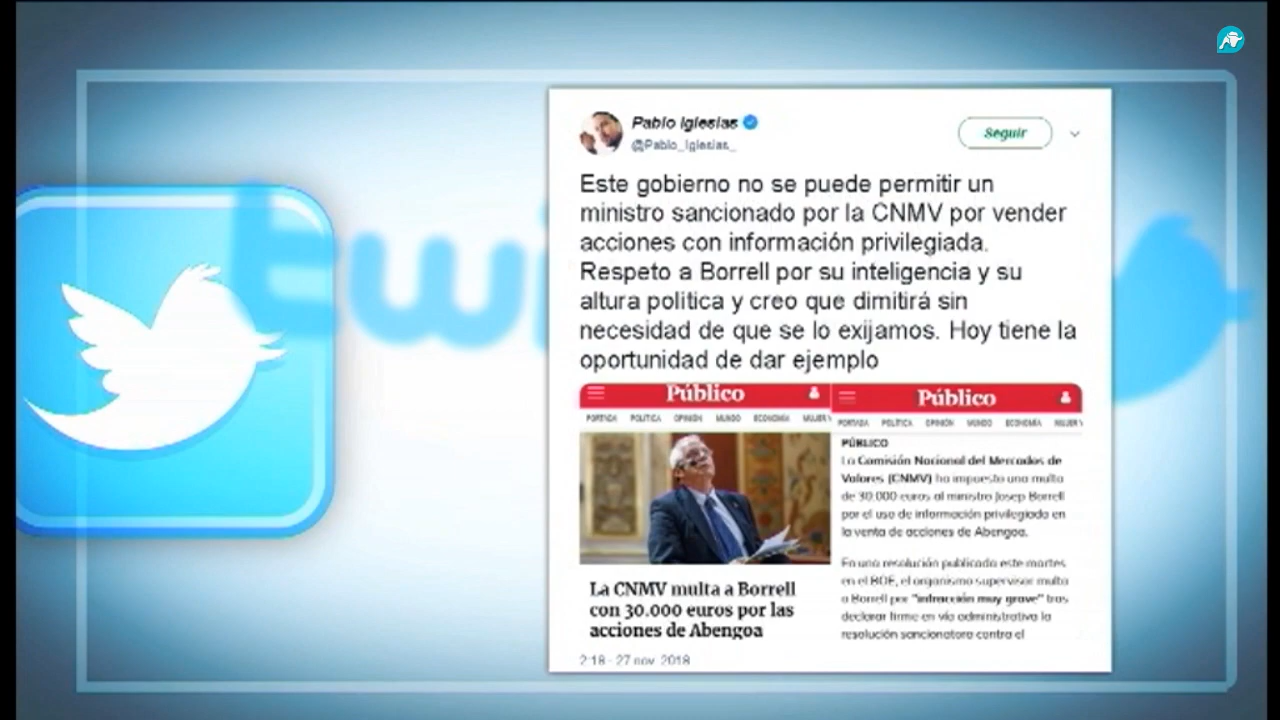 twi
Pablo Iglesias
@Pablo_Iglesias_
Seguir
Este gobierno no se puede permitir un
ministro sancionado por la CNMV por vender
acciones con información privilegiada.
Respeto a Borrell por su inteligencia y su
altura politica y creo que dimitirá sin
necesidad de que se lo exijamos. Hoy tiene la
oportunidad de dar ejemplo
Público
PORTADA POLÍTICA OPINIÓN MUNDO ECONOMÍA MUJER Y
La CNMV multa a Borrell
con 30.000 euros por las
acciones de Abengoa
Público
PORTADA POLÍTICA OPINIÓN MUNDO ECONOMÍA MUJER Y
PÚBLICO
La Comisión Nacional del Mercados de
Valores (CNMV) ha impuesto una multa
de 30.000 euros al ministro Josep Borrell
por el uso de información privilegiada en
la venta de acciones de Abengoa.
En una resolución publicada este martes
en el BOE, el organismo supervisor multa
a Borrell por "infracción muy grave" tras
declarar firme en vía administrativa la
resolución sancionatora contra el
2:18 - 27 nov. 2018